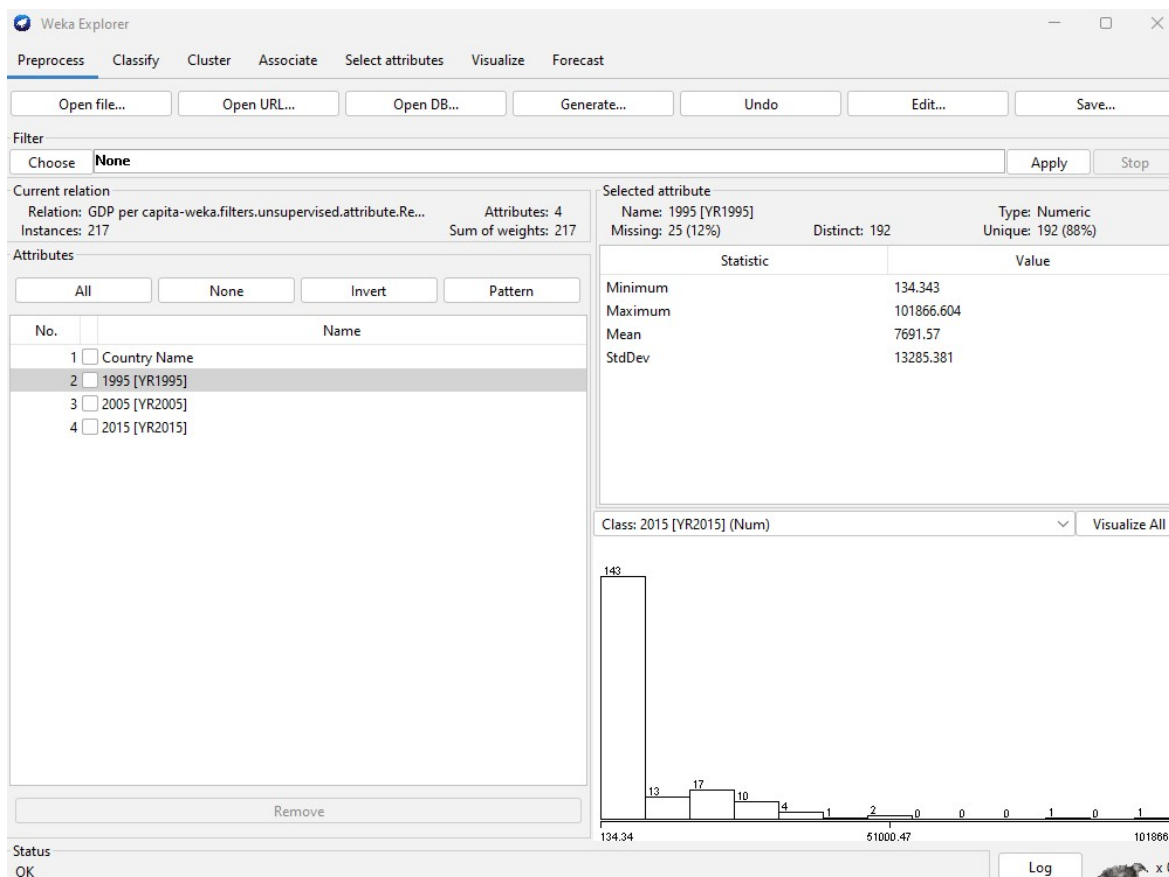 Weka Explorer
Preprocess Classify Cluster Associate Select attributes Visualize Forecast
Open file... Open URL... Open DB... Generate... Undo Edit... Save...
Filter
Choose None Apply Stop
Current relation
Relation: GDP per capita-weka.filters.unsupervised.attribute.Re... Attributes: 4
Instances: 217 Sum of weights: 217
Attributes
All None Invert Pattern
No. Name
1 Country Name
2 1995 [YR1995]
3 2005 [YR2005]
4 2015 [YR2015]
Remove
Selected attribute
Name: 1995 [YR1995] Type: Numeric
Missing: 25 (12%) Distinct: 192 Unique: 192 (88%)
Statistic Value
Minimum 134.343
Maximum 101866.604
Mean 7691.57
StdDev 13285.381
Class: 2015 [YR2015] (Num) Visualize All
143
13 17 10 4 1 2 0 0 0 1 0 1
134.34 51000.47 101866
Status
OK
Log x 0